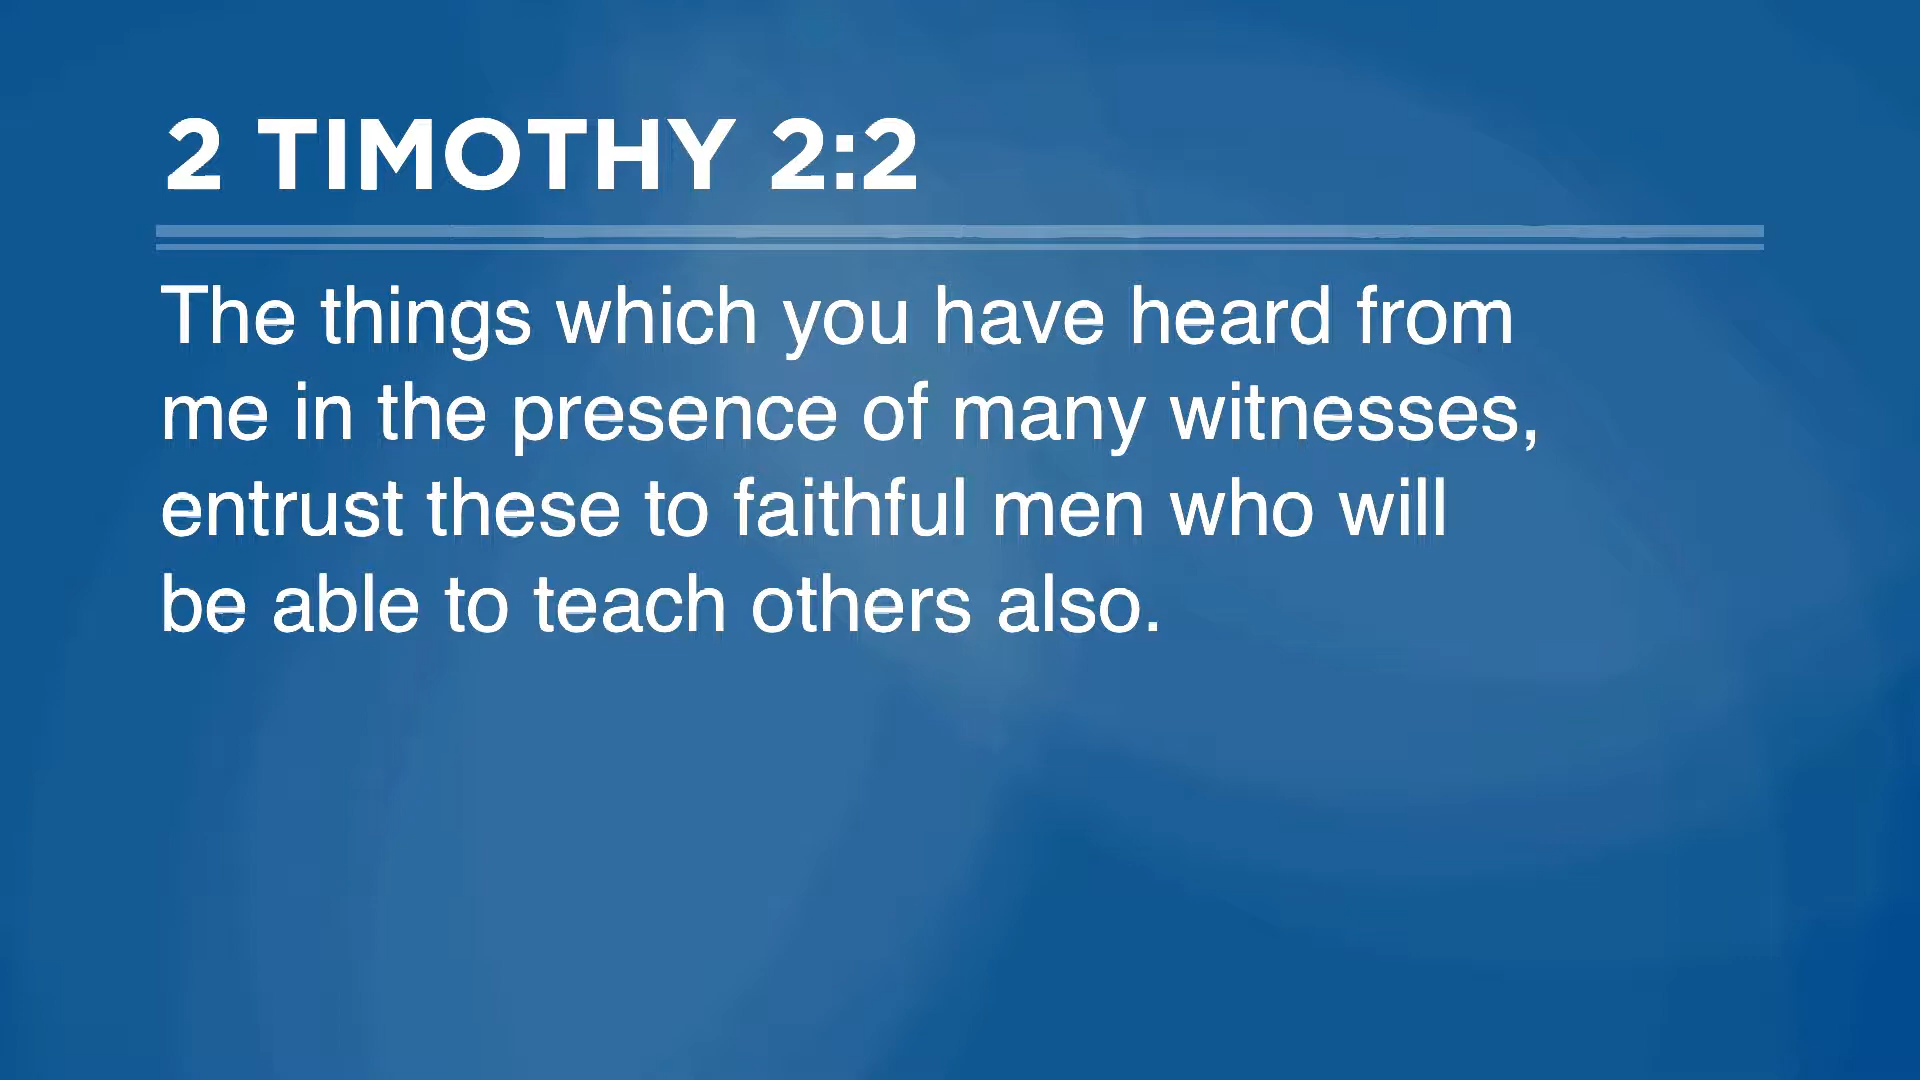 2 TIMOTHY 2:2
The things which you have heard from
me in the presence of many witnesses,
entrust these to faithful men who will
be able to teach others also.